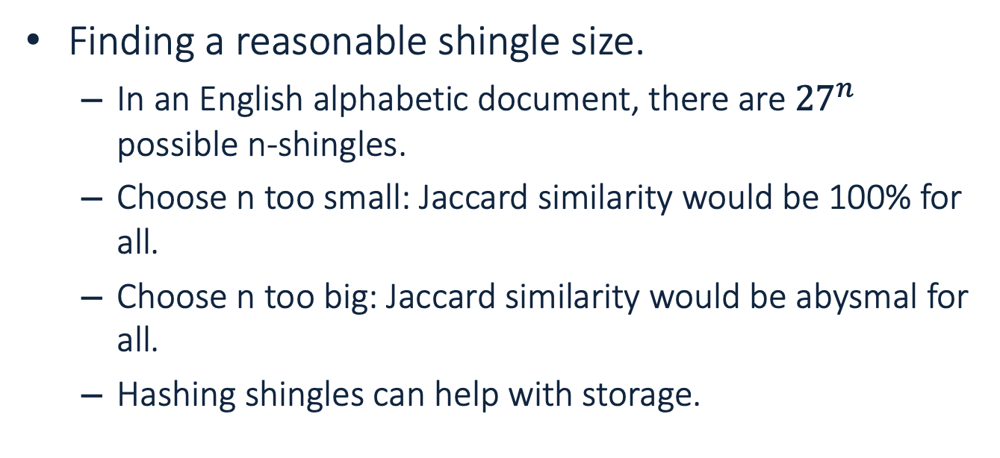 • Finding a reasonable shingle size.
– In an English alphabetic document, there are 27ⁿ
possible n-shingles.
– Choose n too small: Jaccard similarity would be 100% for
all.
– Choose n too big: Jaccard similarity would be abysmal for
all.
– Hashing shingles can help with storage.